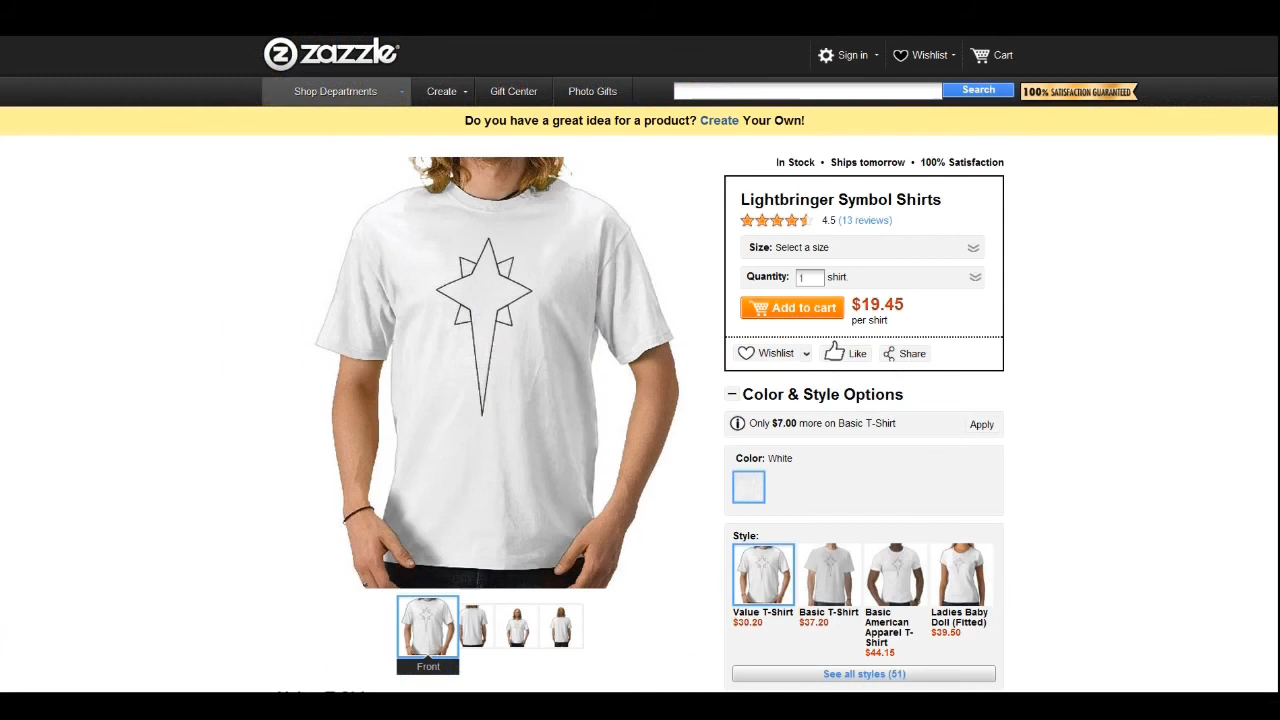 zazzle
Sign in
Wishlist
Cart
Shop Departments
Create
Gift Center
Photo Gifts
Search
100% SATISFACTION GUARANTEED
Do you have a great idea for a product? Create Your Own!
In Stock • Ships tomorrow • 100% Satisfaction
Lightbringer Symbol Shirts
4.5 (13 reviews)
Size: Select a size
Quantity: 1 shirt.
Add to cart
$19.45
per shirt
Wishlist
Like
Share
Color & Style Options
Only $7.00 more on Basic T-Shirt
Apply
Color: White
Style:
Value T-Shirt
$30.20
Basic T-Shirt
$37.20
Basic
American
Apparel T-
Shirt
$44.15
Ladies Baby
Doll (Fitted)
$39.50
See all styles (51)
Front